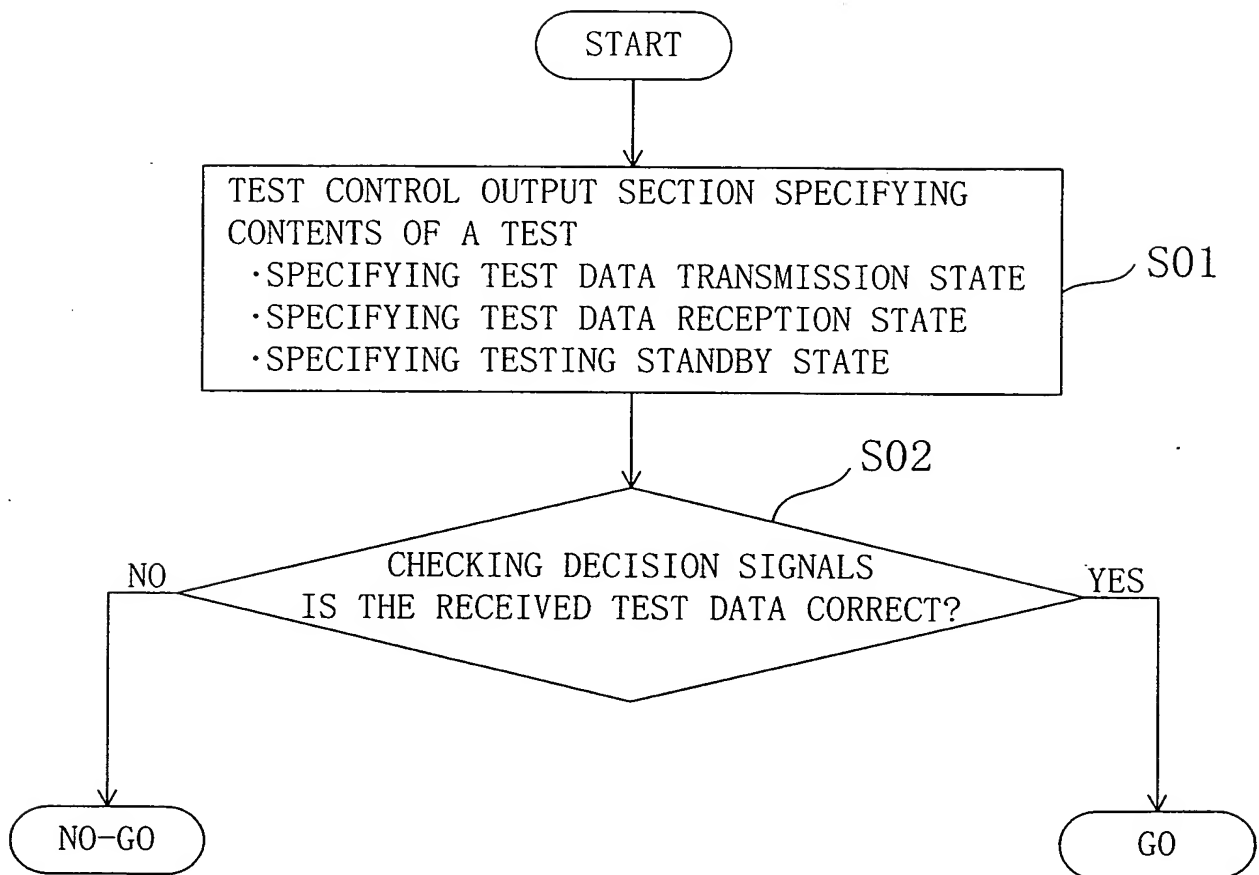 START
TEST CONTROL OUTPUT SECTION SPECIFYING
CONTENTS OF A TEST
·SPECIFYING TEST DATA TRANSMISSION STATE
·SPECIFYING TEST DATA RECEPTION STATE
·SPECIFYING TESTING STANDBY STATE
S01
S02
CHECKING DECISION SIGNALS
IS THE RECEIVED TEST DATA CORRECT?
NO
YES
NO-GO
GO